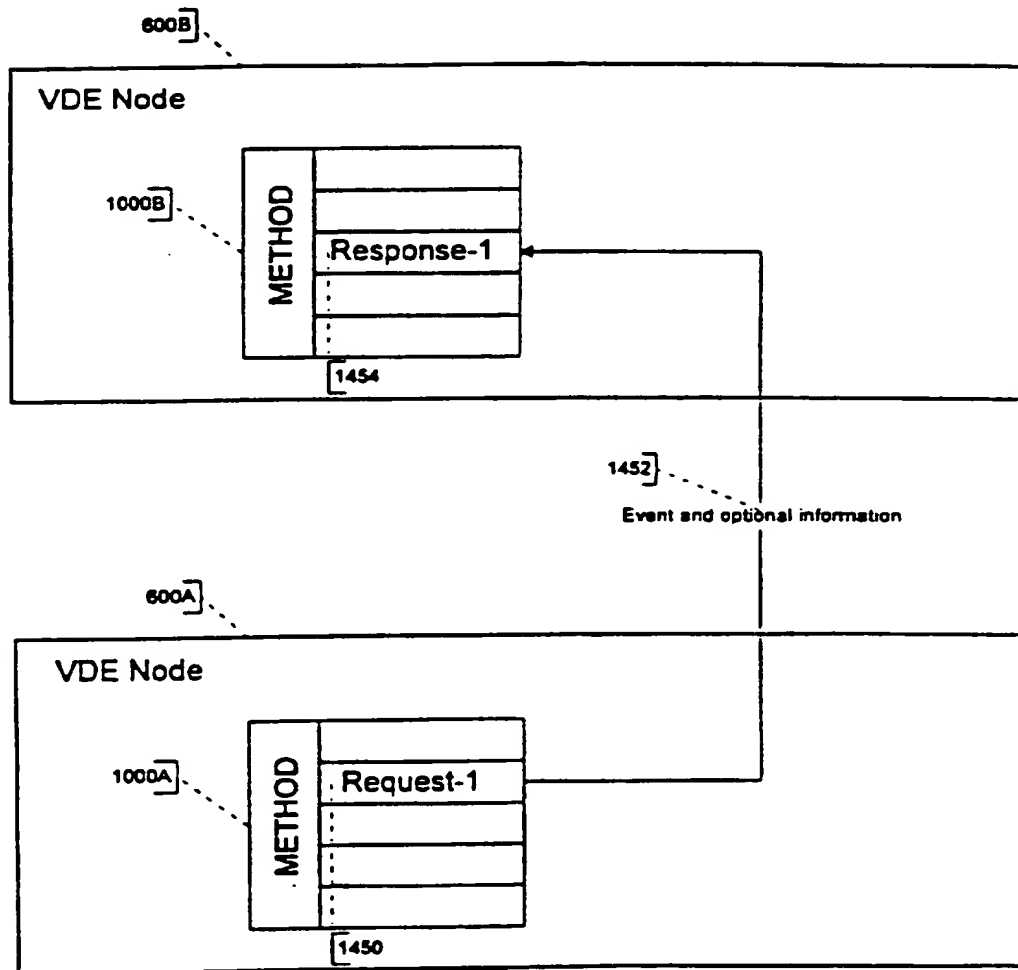 600B
VDE Node
1000B
METHOD
Response-1
1454
1452
Event and optional information
600A
VDE Node
1000A
METHOD
Request-1
1450